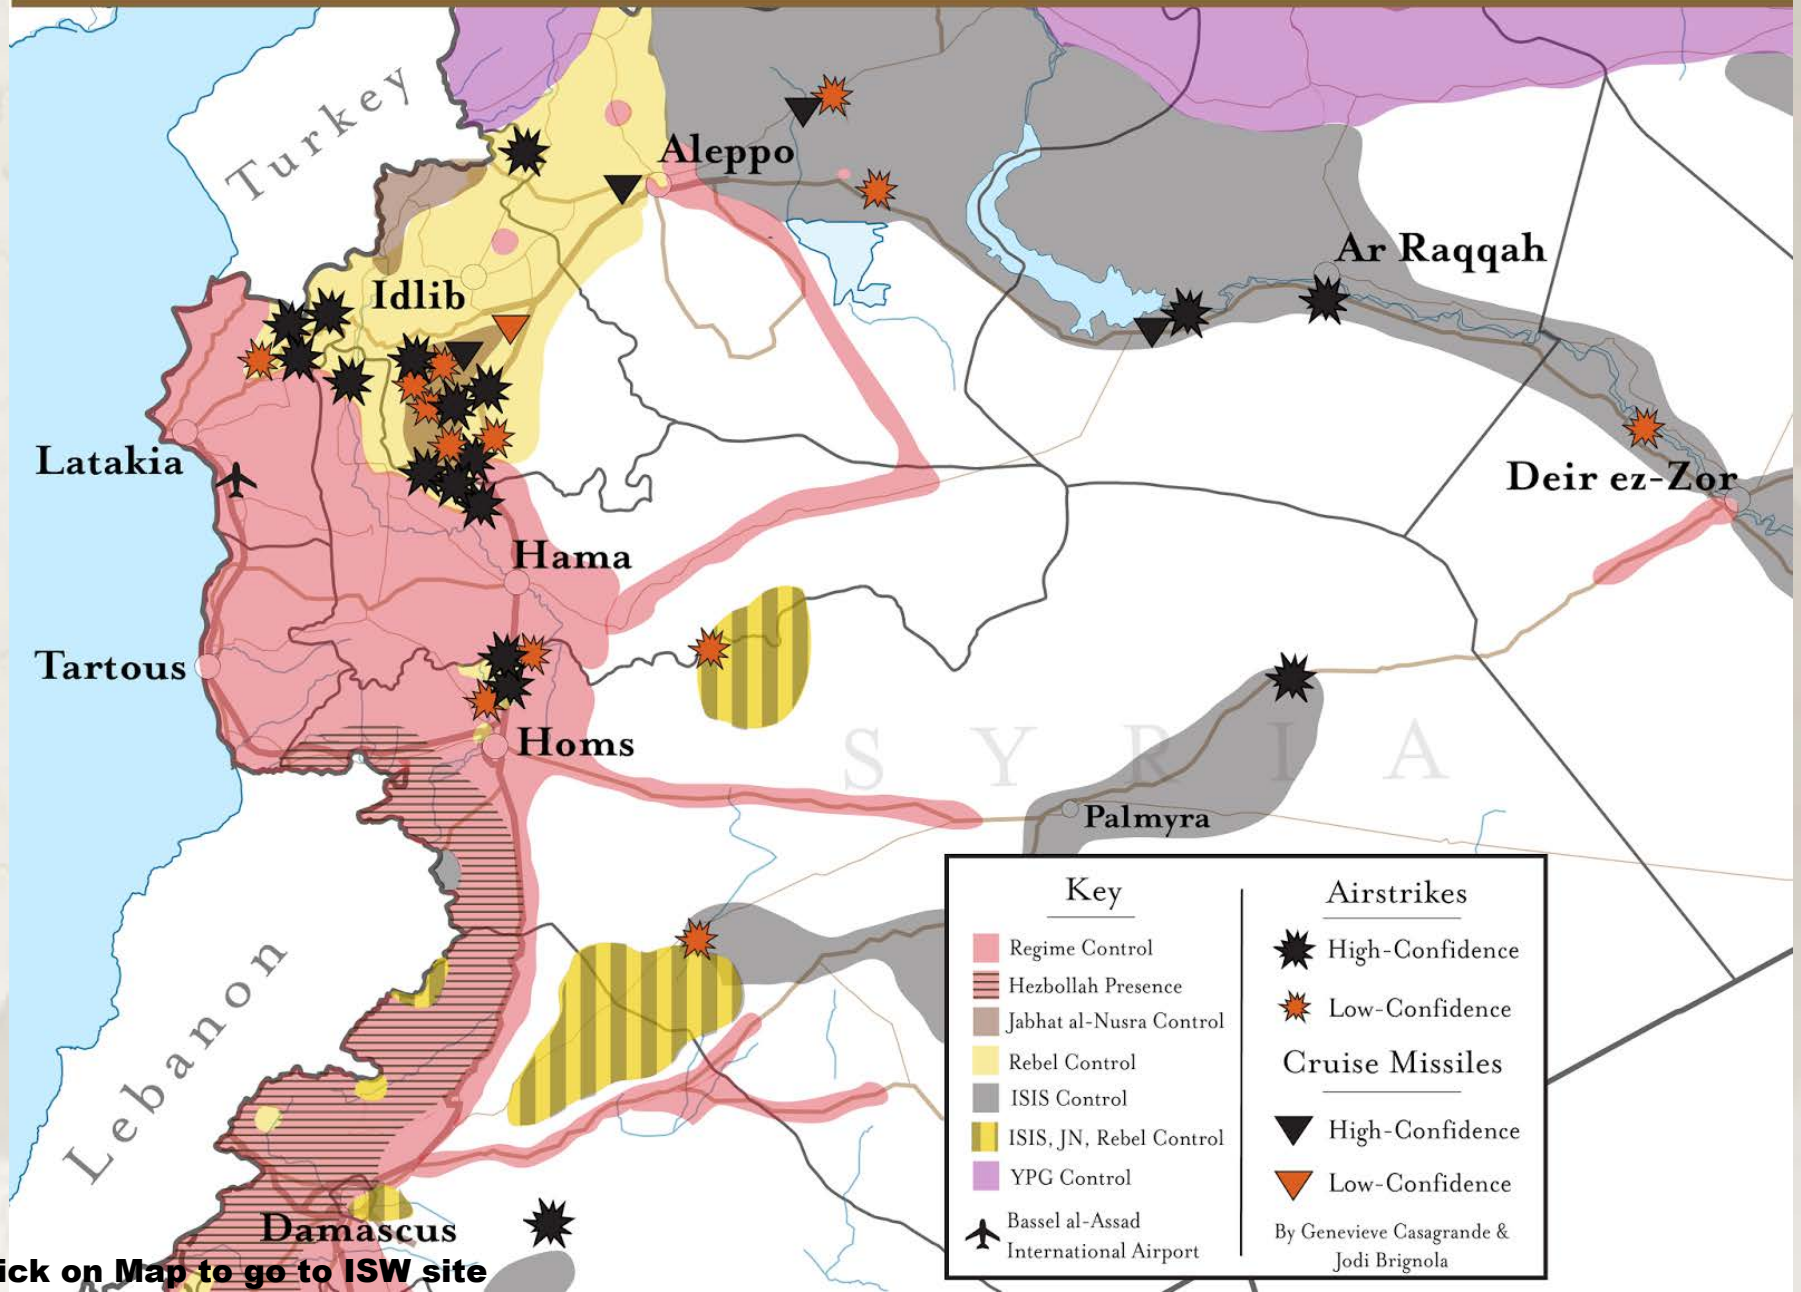 Turkey
Aleppo
Ar Raqqah
Idlib
Latakia
Deir ez-Zor
Hama
Tartous
Homs
SYRIA
Palmyra
Lebanon
Damascus
ick on Map to go to ISW site
Key
Regime Control
Hezbollah Presence
Jabhat al-Nusra Control
Rebel Control
ISIS Control
ISIS, JN, Rebel Control
YPG Control
Bassel al-Assad
International Airport
Airstrikes
High-Confidence
Low-Confidence
Cruise Missiles
High-Confidence
Low-Confidence
By Genevieve Casagrande &
Jodi Brignola